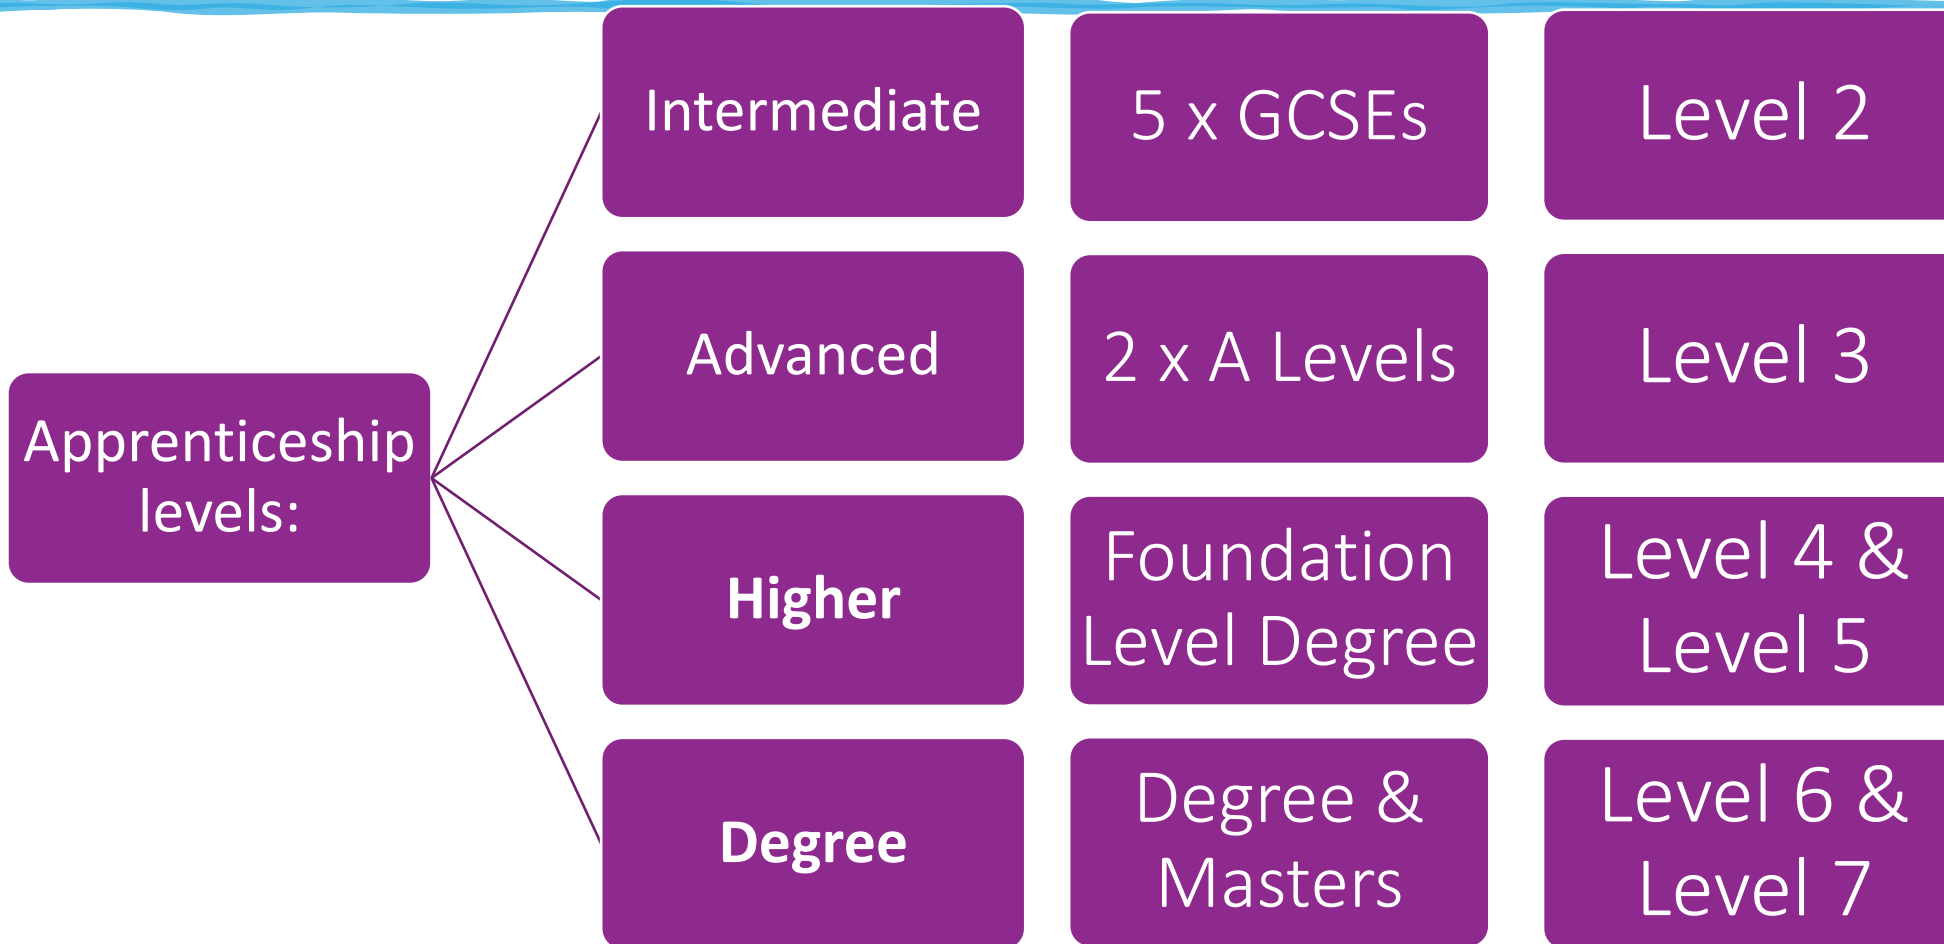 Apprenticeship
levels:
Intermediate
5 x GCSEs
Level 2
Advanced
2 x A Levels
Level 3
Higher
Foundation
Level Degree
Level 4 &
Level 5
Degree
Degree &
Masters
Level 6 &
Level 7